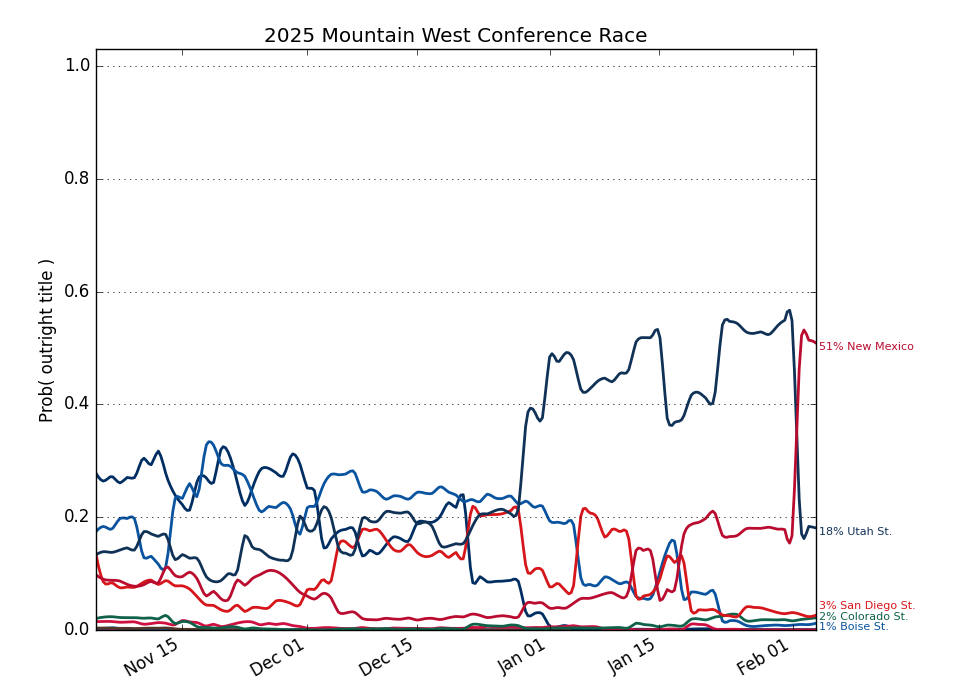 2025 Mountain West Conference Race
Prob( outright title )
1.0
0.8
0.6
0.4
0.2
0.0
Nov 15
Dec 01
Dec 15
Jan 01
Jan 15
Feb 01
51% New Mexico
18% Utah St.
3% San Diego St.
2% Colorado St.
1% Boise St.